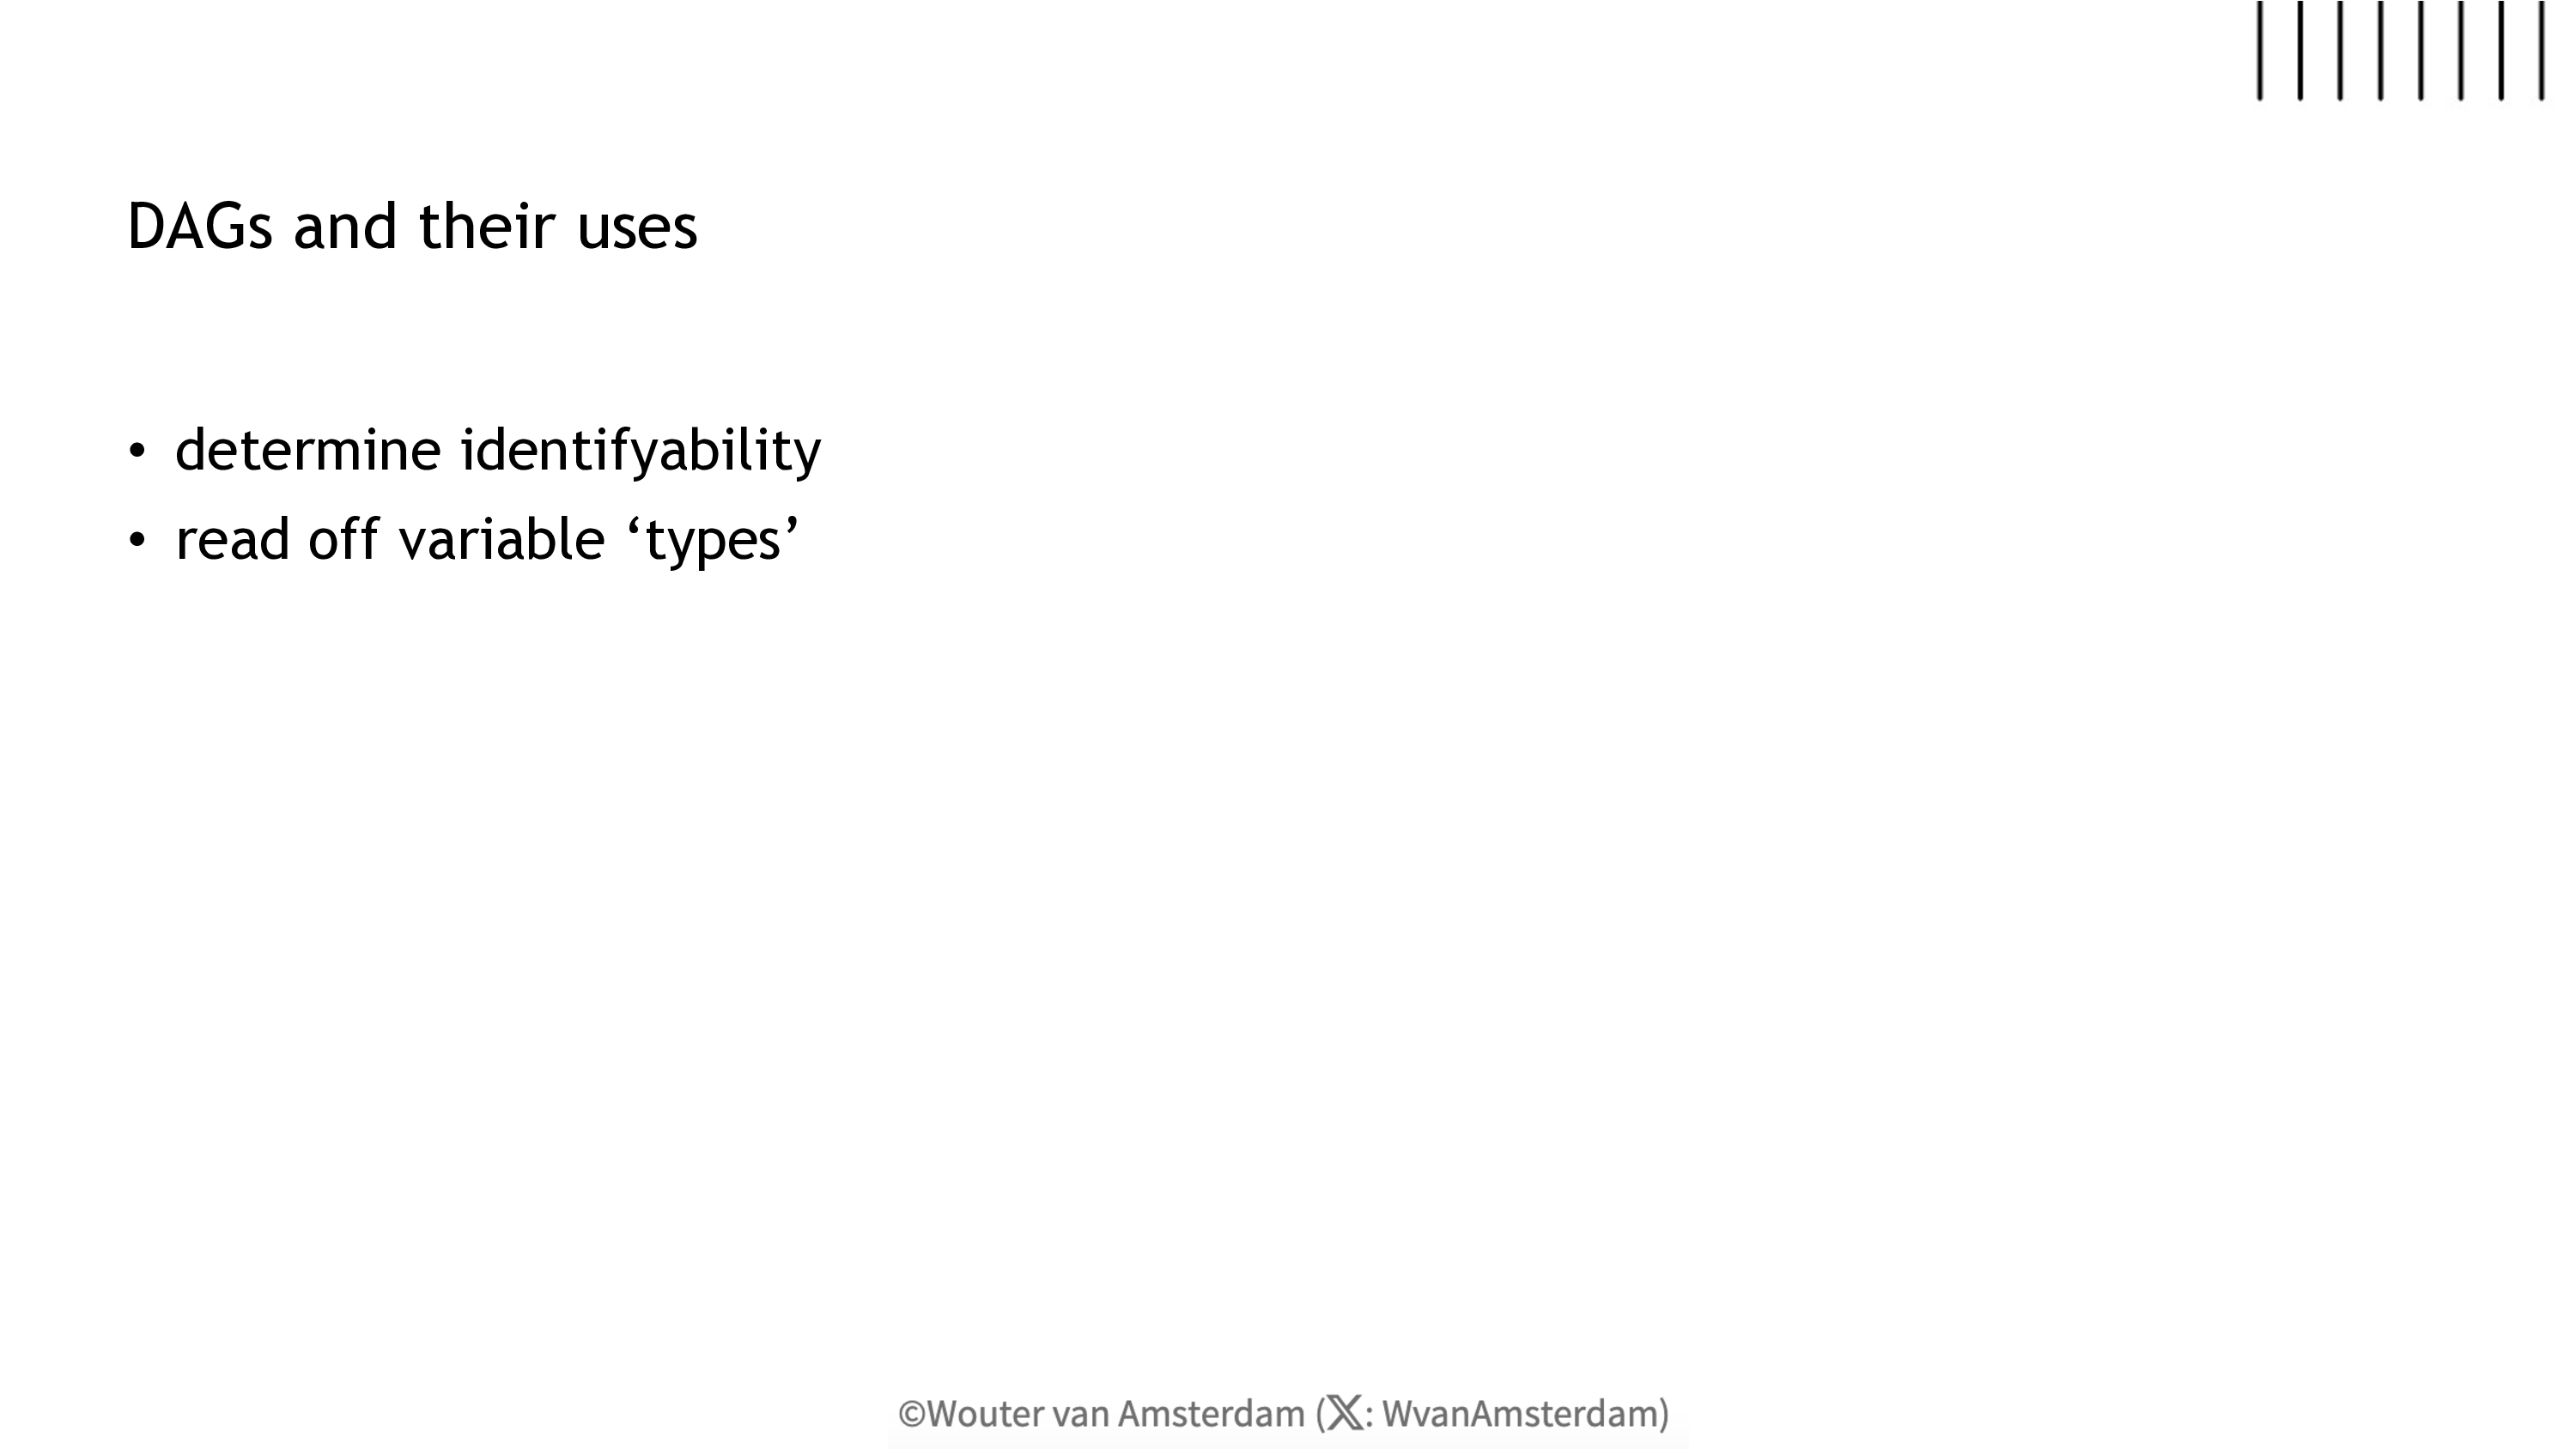 DAGs and their uses
• determine identifyability
• read off variable ‘types’
©Wouter van Amsterdam (𝕏: WvanAmsterdam)